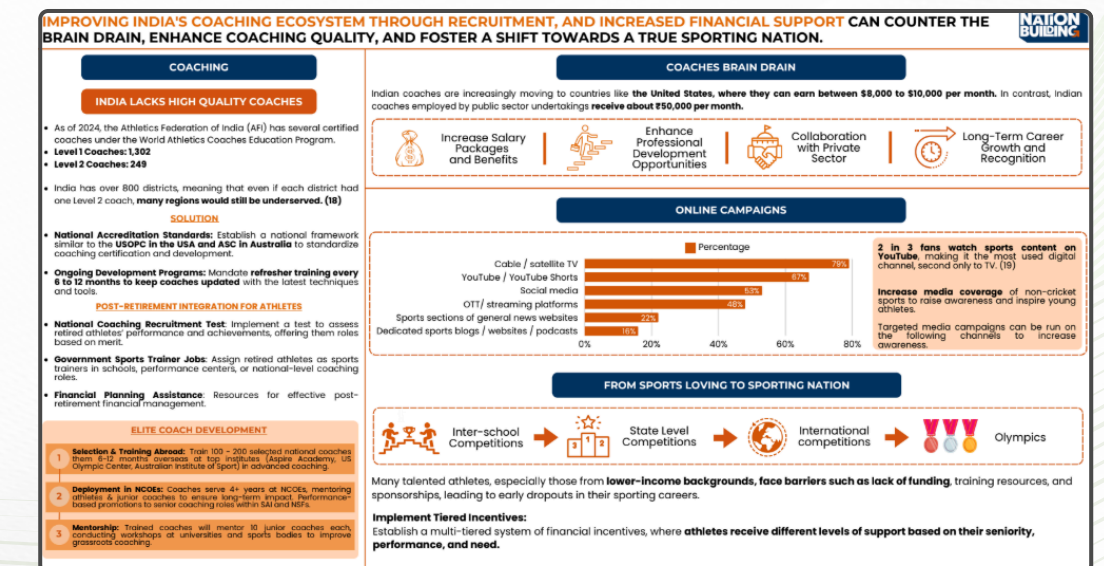 IMPROVING INDIA'S COACHING ECOSYSTEM THROUGH RECRUITMENT, AND INCREASED FINANCIAL SUPPORT CAN COUNTER THE
BRAIN DRAIN, ENHANCE COACHING QUALITY, AND FOSTER A SHIFT TOWARDS A TRUE SPORTING NATION.
NATION
BUILDING
COACHING
INDIA LACKS HIGH QUALITY COACHES
• As of 2024, the Athletics Federation of India (AFI) has several certified
coaches under the World Athletics Coaches Education Program.
• Level 1 Coaches: 1,302
• Level 2 Coaches: 249
• India has over 800 districts, meaning that even if each district had
one Level 2 coach, many regions would still be underserved. (18)
SOLUTION
• National Accreditation Standards: Establish a national framework
similar to the USOPC in the USA and ASC in Australia to standardize
coaching certification and development.
• Ongoing Development Programs: Mandate refresher training every
6 to 12 months to keep coaches updated with the latest techniques
and tools.
POST-RETIREMENT INTEGRATION FOR ATHLETES
• National Coaching Recruitment Test: Implement a test to assess
retired athletes' performance and achievements, offering them roles
based on merit.
• Government Sports Trainer Jobs: Assign retired athletes as sports
trainers in schools, performance centers, or national-level coaching
roles.
• Financial Planning Assistance: Resources for effective post-
retirement financial management.
ELITE COACH DEVELOPMENT
1
Selection & Training Abroad: Train 100 - 200 selected national coaches
them 6-12 months overseas at top institutes (Aspire Academy, US
Olympic Center, Australian Institute of Sport) in advanced coaching.
2
Deployment in NCOEs: Coaches serve 4+ years at NCOEs, mentoring
athletes & junior coaches to ensure long-term impact. Performance-
based promotions to senior coaching roles within SAI and NSFs.
3
Mentorship: Trained coaches will mentor 10 junior coaches each,
conducting workshops at universities and sports bodies to improve
grassroots coaching.
COACHES BRAIN DRAIN
Indian coaches are increasingly moving to countries like the United States, where they can earn between $8,000 to $10,000 per month. In contrast, Indian
coaches employed by public sector undertakings receive about ₹50,000 per month.
Increase Salary
Packages
and Benefits
Enhance
Professional
Development
Opportunities
Collaboration
with Private
Sector
Long-Term Career
Growth and
Recognition
ONLINE CAMPAIGNS
Percentage
Cable / satellite TV 79%
YouTube / YouTube Shorts 67%
Social media 53%
OTT/ streaming platforms 48%
Sports sections of general news websites 22%
Dedicated sports blogs / websites / podcasts 16%
0% 20% 40% 60% 80%
2 in 3 fans watch sports content on
YouTube, making it the most used digital
channel, second only to TV. (19)
Increase media coverage of non-cricket
sports to raise awareness and inspire young
athletes.
Targeted media campaigns can be run on
the following channels to increase
awareness.
FROM SPORTS LOVING TO SPORTING NATION
Inter-school
Competitions
3 1 2
State Level
Competitions
International
competitions
Olympics
Many talented athletes, especially those from lower-income backgrounds, face barriers such as lack of funding, training resources, and
sponsorships, leading to early dropouts in their sporting careers.
Implement Tiered Incentives:
Establish a multi-tiered system of financial incentives, where athletes receive different levels of support based on their seniority,
performance, and need.